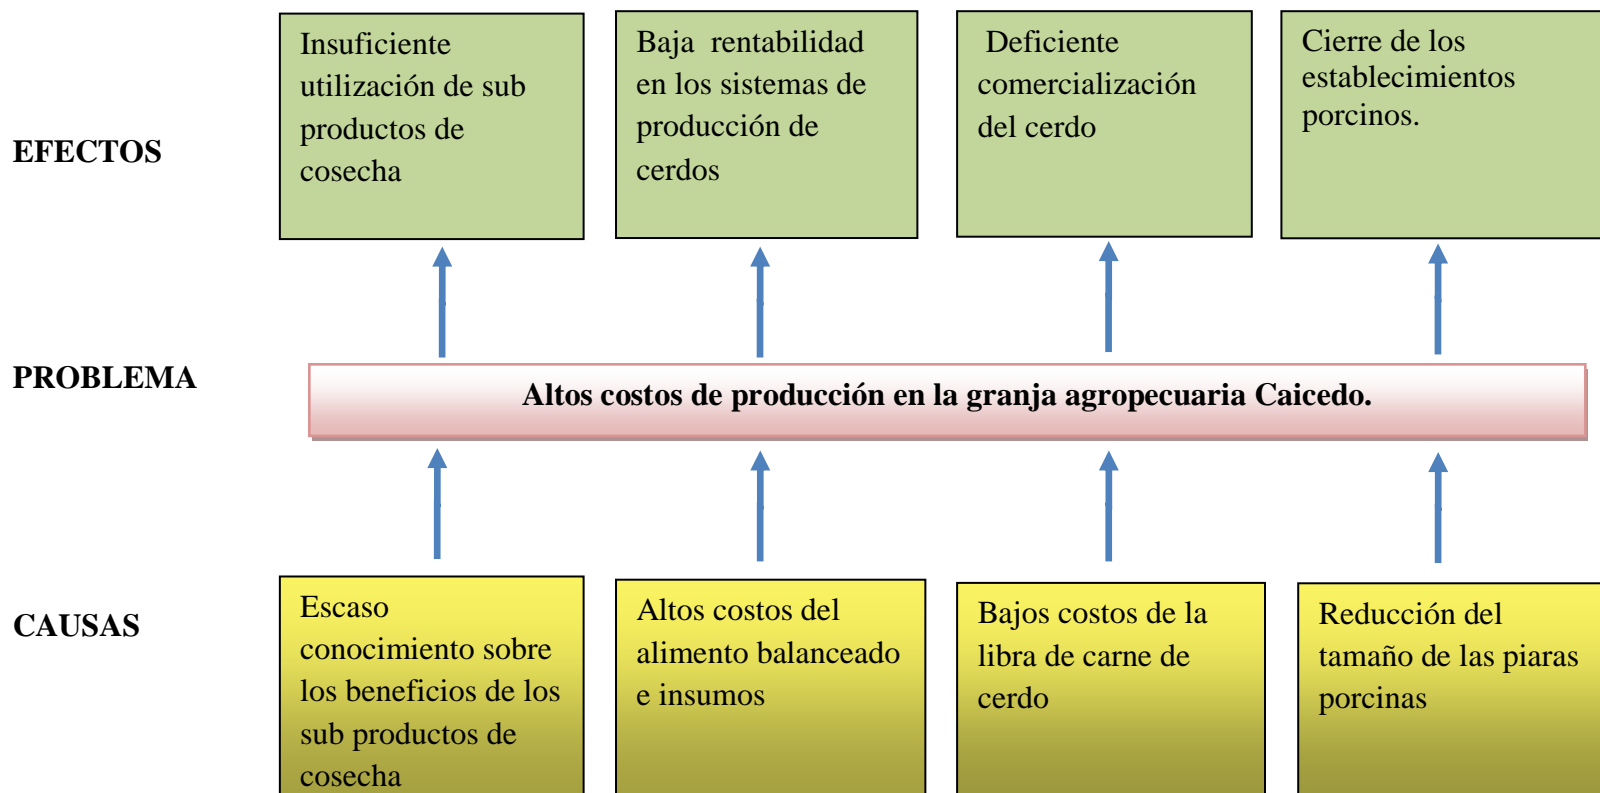 EFECTOS
Insuficiente
utilización de sub
productos de
cosecha
Baja rentabilidad
en los sistemas de
producción de
cerdos
Deficiente
comercialización
del cerdo
Cierre de los
establecimientos
porcinos.
PROBLEMA
Altos costos de producción en la granja agropecuaria Caicedo.
CAUSAS
Escaso
conocimiento sobre
los beneficios de los
sub productos de
cosecha
Altos costos del
alimento balanceado
e insumos
Bajos costos de la
libra de carne de
cerdo
Reducción del
tamaño de las piaras
porcinas